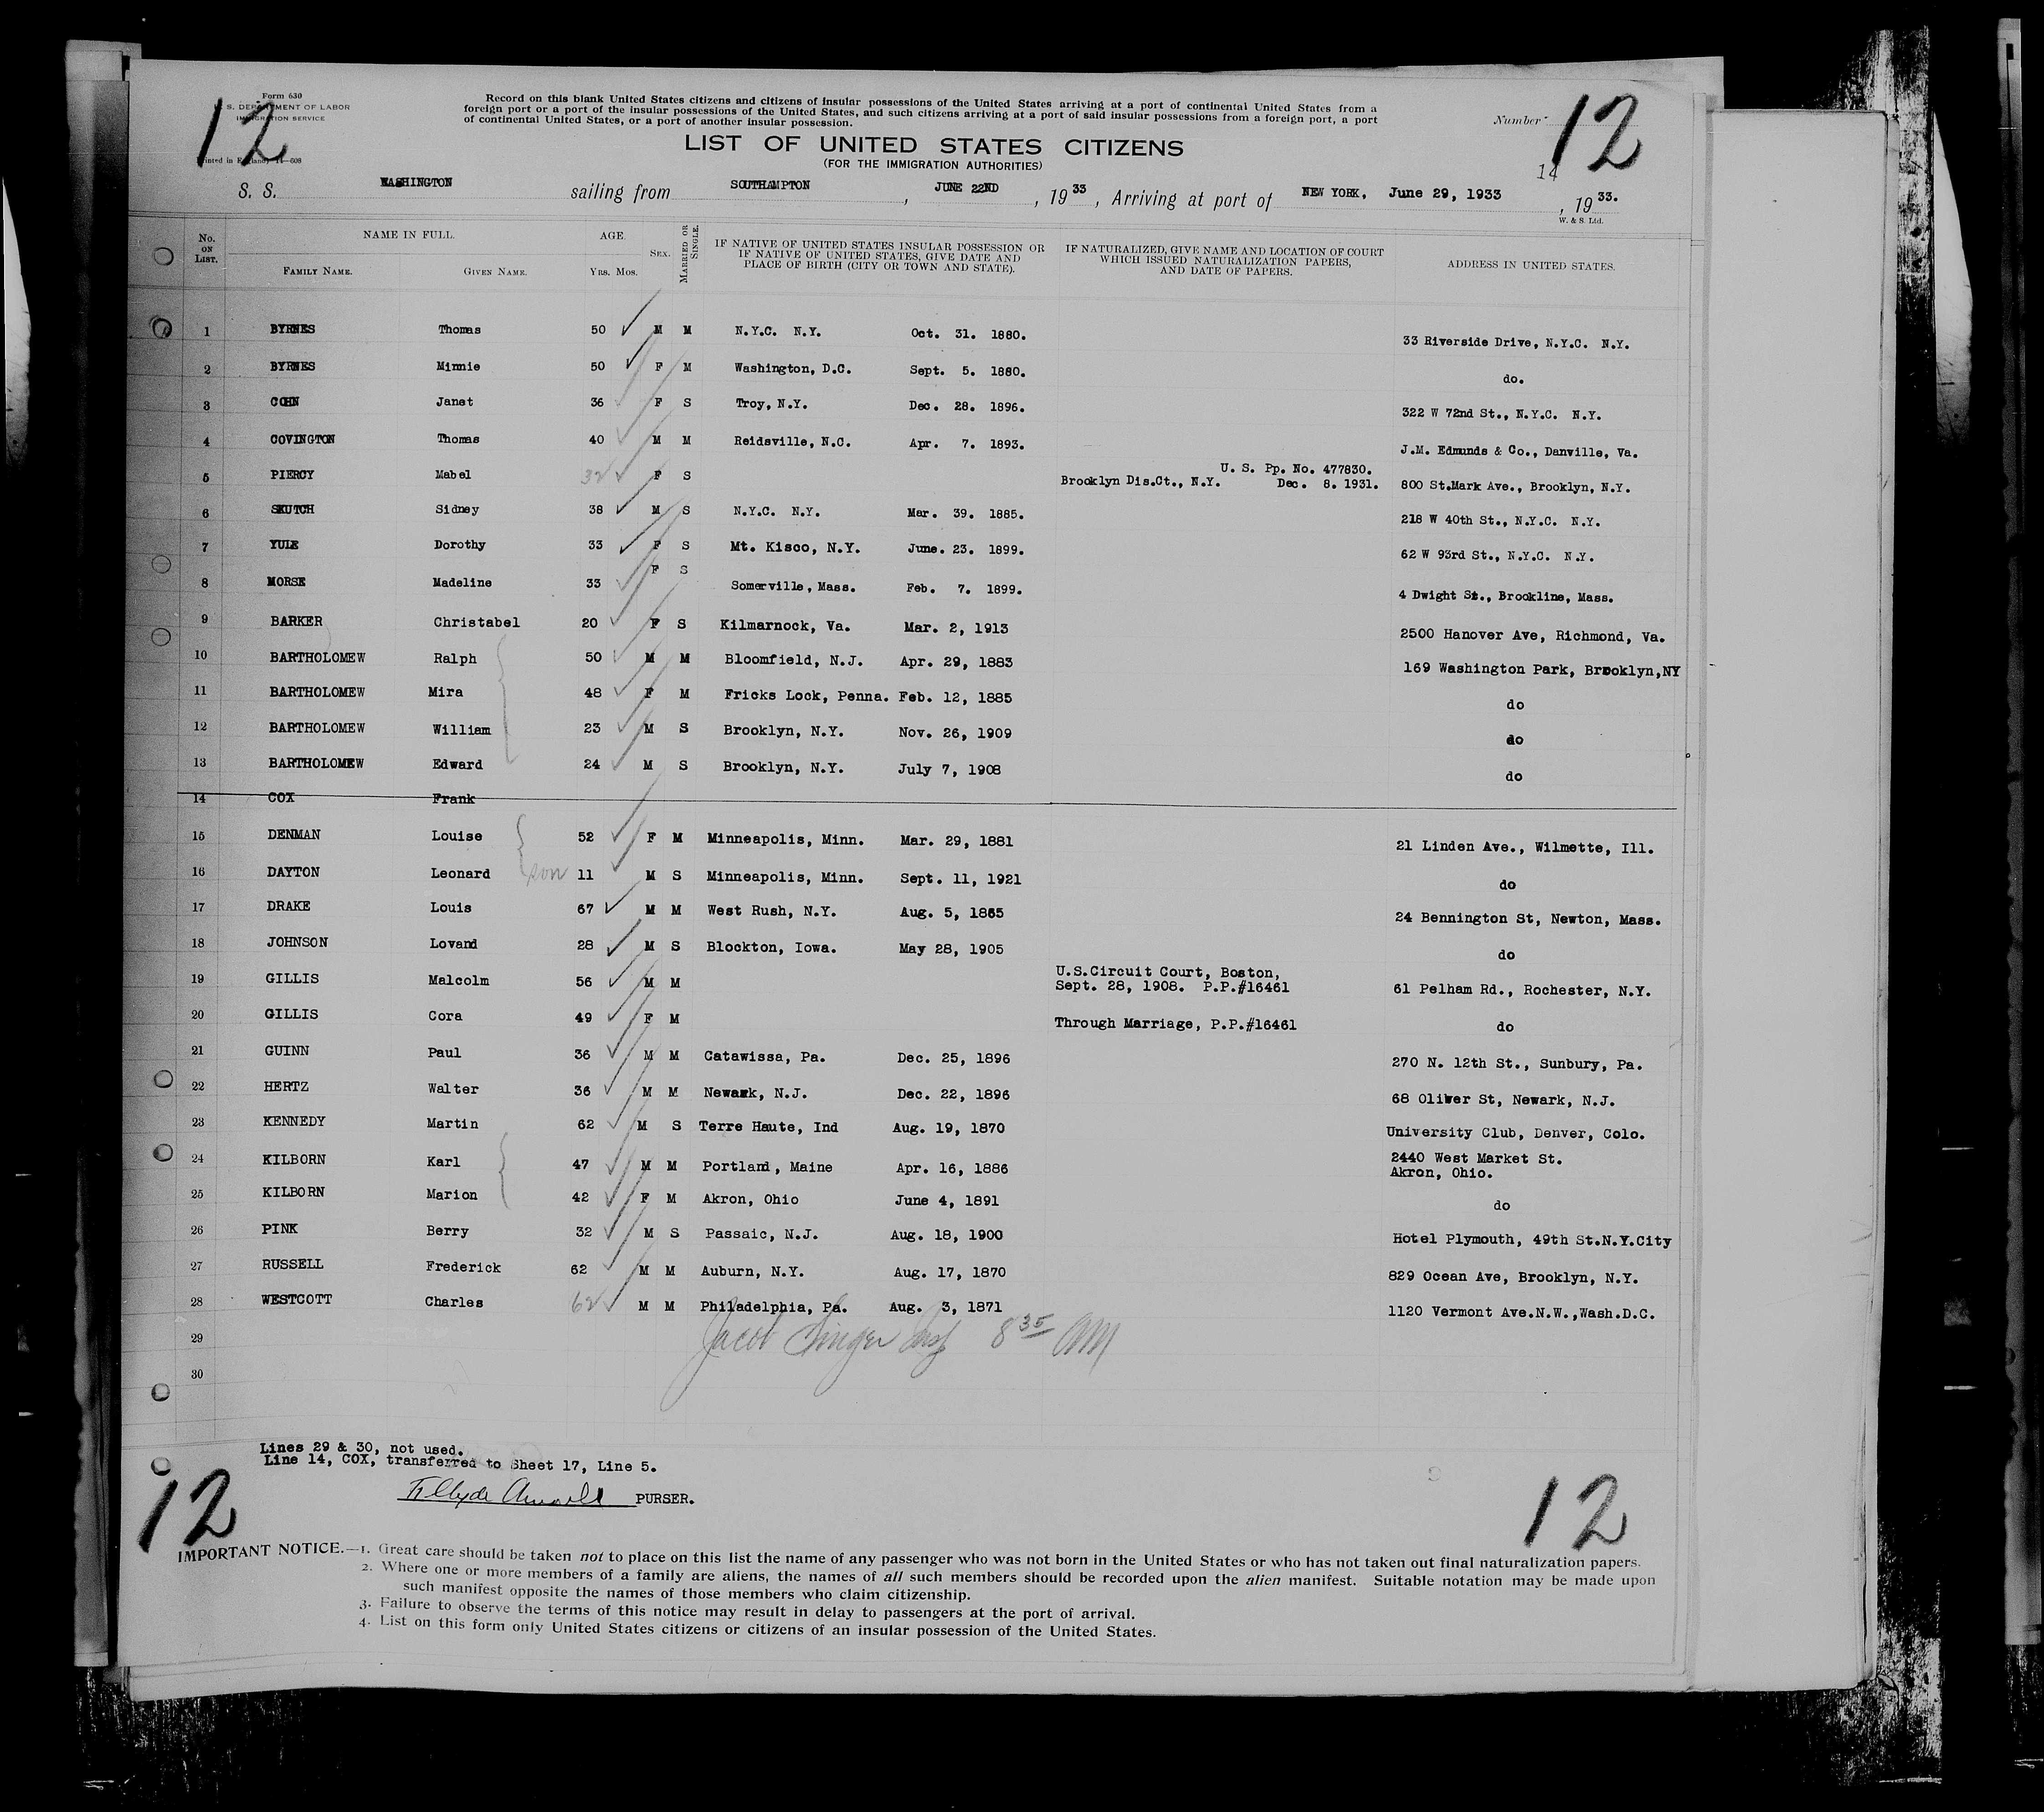 12
Form 630
U. S. DEPARTMENT OF LABOR
IMMIGRATION SERVICE
Printed in England 14—608
Record on this blank United States citizens and citizens of insular possessions of the United States arriving at a port of continental United States from a
foreign port or a port of the insular possessions of the United States, and such citizens arriving at a port of said insular possessions from a foreign port, a port
of continental United States, or a port of another insular possession.
Number 12
LIST OF UNITED STATES CITIZENS
(FOR THE IMMIGRATION AUTHORITIES)
14
S. S. WASHINGTON sailing from SOUTHAMPTON, JUNE 22ND, 1933, Arriving at port of NEW YORK, June 29, 1933, 1933.
W. & S. Ltd.
No. ON LIST. NAME IN FULL. FAMILY NAME. GIVEN NAME. AGE. YRS. MOS. SEX. MARRIED OR SINGLE. IF NATIVE OF UNITED STATES INSULAR POSSESSION OR IF NATIVE OF UNITED STATES, GIVE DATE AND PLACE OF BIRTH (CITY OR TOWN AND STATE). IF NATURALIZED, GIVE NAME AND LOCATION OF COURT WHICH ISSUED NATURALIZATION PAPERS, AND DATE OF PAPERS. ADDRESS IN UNITED STATES.
1 BYRNES Thomas 50 M M N.Y.C. N.Y. Oct. 31. 1880. 33 Riverside Drive, N.Y.C. N.Y.
2 BYRNES Minnie 50 F M Washington, D.C. Sept. 5. 1880. do.
3 COHN Janet 36 F S Troy, N.Y. Dec. 28. 1896. 322 W 72nd St., N.Y.C. N.Y.
4 COVINGTON Thomas 40 M M Reidsville, N.C. Apr. 7. 1893. J.M. Edmunds & Co., Danville, Va.
5 PIERCY Mabel 32 F S Brooklyn Dis.Ct., N.Y. U. S. Pp. No. 477830. Dec. 8. 1931. 800 St.Mark Ave., Brooklyn, N.Y.
6 SKUTCH Sidney 38 M S N.Y.C. N.Y. Mar. 39. 1885. 218 W 40th St., N.Y.C. N.Y.
7 YULE Dorothy 33 F S Mt. Kisco, N.Y. June. 23. 1899. 62 W 93rd St., N.Y.C. N.Y.
8 MORSE Madeline 33 F S Somerville, Mass. Feb. 7. 1899. 4 Dwight St., Brookline, Mass.
9 BARKER Christabel 20 F S Kilmarnock, Va. Mar. 2, 1913 2500 Hanover Ave, Richmond, Va.
10 BARTHOLOMEW Ralph 50 M M Bloomfield, N.J. Apr. 29, 1883 169 Washington Park, Brooklyn,NY
11 BARTHOLOMEW Mira 48 F M Fricks Lock, Penna. Feb. 12, 1885 do
12 BARTHOLOMEW William 23 M S Brooklyn, N.Y. Nov. 26, 1909 do
13 BARTHOLOMEW Edward 24 M S Brooklyn, N.Y. July 7, 1908 do
14 COX Frank
15 DENMAN Louise 52 F M Minneapolis, Minn. Mar. 29, 1881 21 Linden Ave., Wilmette, Ill.
16 DAYTON Leonard son 11 M S Minneapolis, Minn. Sept. 11, 1921 do
17 DRAKE Louis 67 M M West Rush, N.Y. Aug. 5, 1865 24 Bennington St, Newton, Mass.
18 JOHNSON Lovand 28 M S Blockton, Iowa. May 28, 1905 do
19 GILLIS Malcolm 56 M M U.S.Circuit Court, Boston, Sept. 28, 1908. P.P.#16461 61 Pelham Rd., Rochester, N.Y.
20 GILLIS Cora 49 F M Through Marriage, P.P.#16461 do
21 GUINN Paul 36 M M Catawissa, Pa. Dec. 25, 1896 270 N. 12th St., Sunbury, Pa.
22 HERTZ Walter 36 M M Newark, N.J. Dec. 22, 1896 68 Oliver St, Newark, N.J.
23 KENNEDY Martin 62 M S Terre Haute, Ind Aug. 19, 1870 University Club, Denver, Colo.
24 KILBORN Karl 47 M M Portland, Maine Apr. 16, 1886 2440 West Market St. Akron, Ohio.
25 KILBORN Marion 42 F M Akron, Ohio June 4, 1891 do
26 PINK Berry 32 M S Passaic, N.J. Aug. 18, 1900 Hotel Plymouth, 49th St.N.Y.City
27 RUSSELL Frederick 62 M M Auburn, N.Y. Aug. 17, 1870 829 Ocean Ave, Brooklyn, N.Y.
28 WESTCOTT Charles 62 M M Philadelphia, Pa. Aug. 3, 1871 1120 Vermont Ave.N.W.,Wash.D.C.
29 Jacob Singer Insp 8 35 AM
30
Lines 29 & 30, not used.
Line 14, COX, transferred to Sheet 17, Line 5.
PURSER.
12 12
IMPORTANT NOTICE.—1. Great care should be taken not to place on this list the name of any passenger who was not born in the United States or who has not taken out final naturalization papers.
2. Where one or more members of a family are aliens, the names of all such members should be recorded upon the alien manifest. Suitable notation may be made upon
such manifest opposite the names of those members who claim citizenship.
3. Failure to observe the terms of this notice may result in delay to passengers at the port of arrival.
4. List on this form only United States citizens or citizens of an insular possession of the United States.